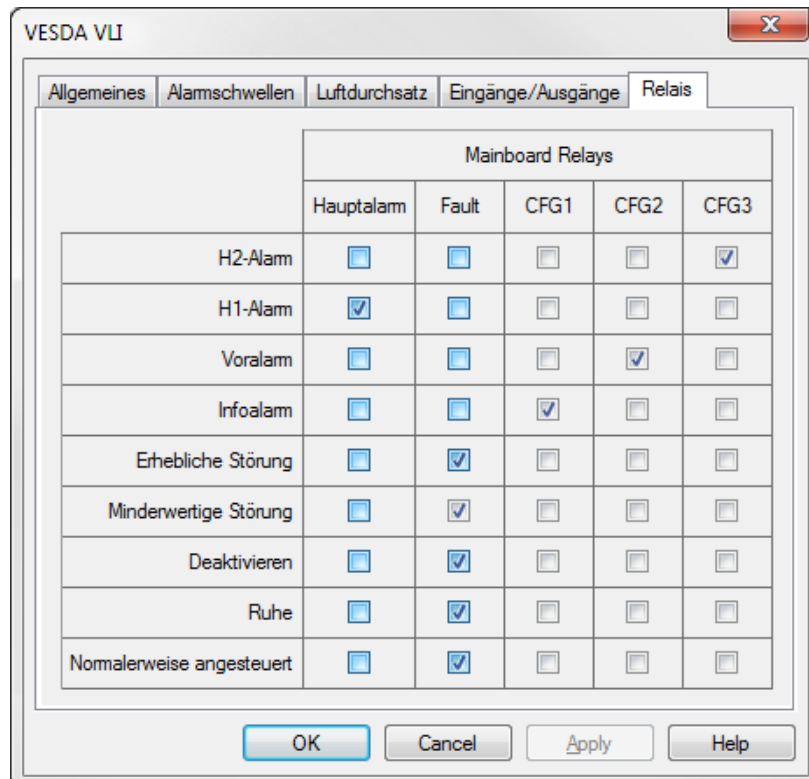 VESDA VLI
Allgemeines Alarmschwellen Luftdurchsatz Eingänge/Ausgänge Relais
Mainboard Relays
Hauptalarm Fault CFG1 CFG2 CFG3
H2-Alarm
H1-Alarm
Voralarm
Infoalarm
Erhebliche Störung
Minderwertige Störung
Deaktivieren
Ruhe
Normalerweise angesteuert
OK Cancel Apply Help